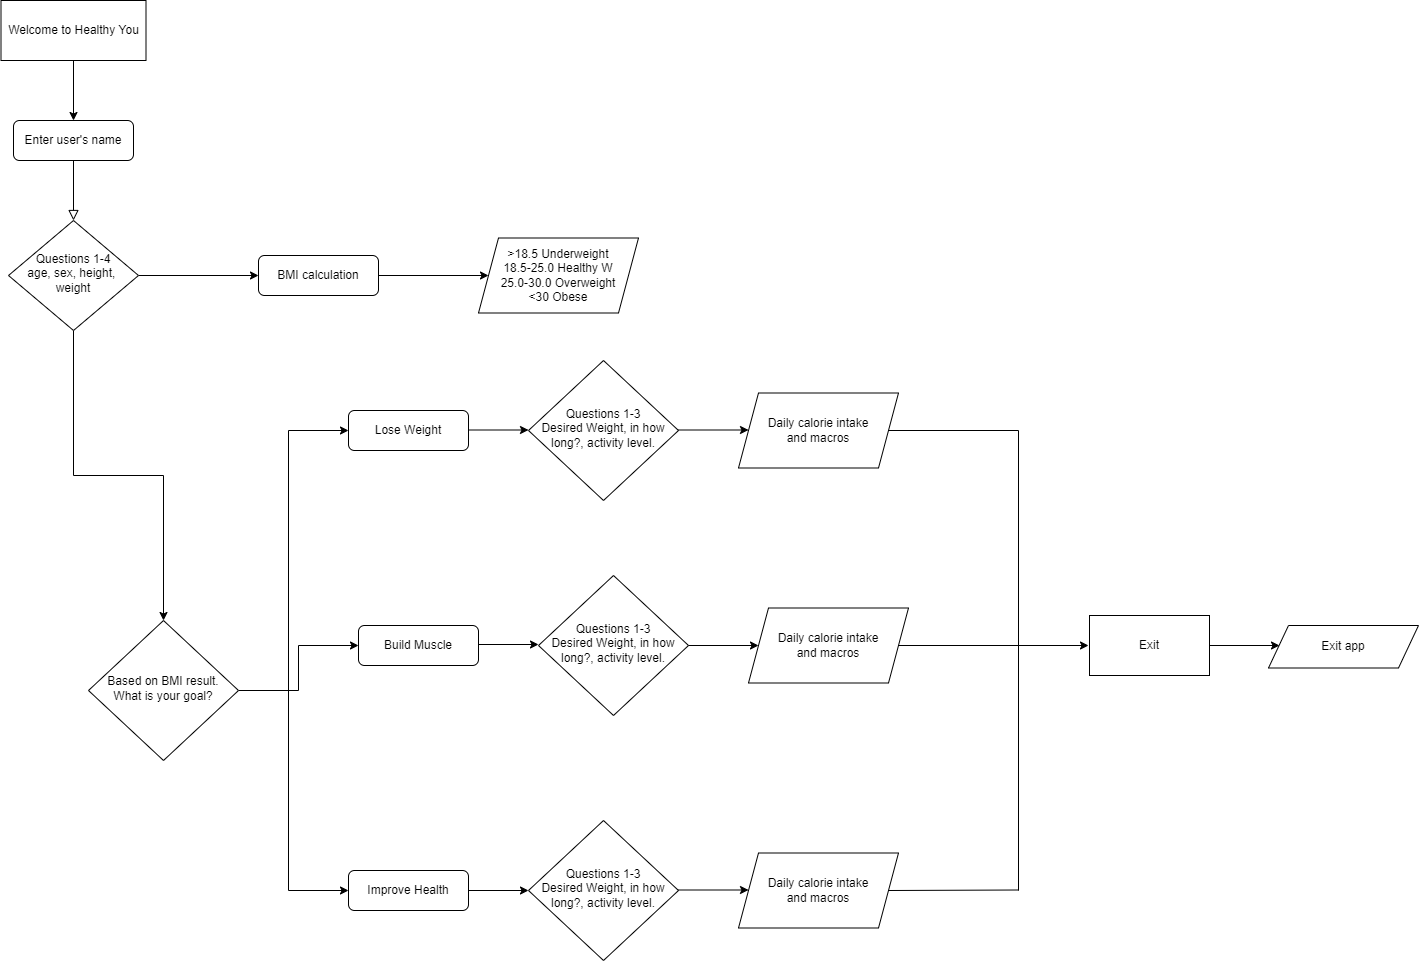 Welcome to Healthy You
Enter user's name
Questions 1-4
age, sex, height,
weight
BMI calculation
>18.5 Underweight
18.5-25.0 Healthy W
25.0-30.0 Overweight
<30 Obese
Lose Weight
Questions 1-3
Desired Weight, in how
long?, activity level.
Daily calorie intake
and macros
Based on BMI result.
What is your goal?
Build Muscle
Questions 1-3
Desired Weight, in how
long?, activity level.
Daily calorie intake
and macros
Exit
Exit app
Improve Health
Questions 1-3
Desired Weight, in how
long?, activity level.
Daily calorie intake
and macros